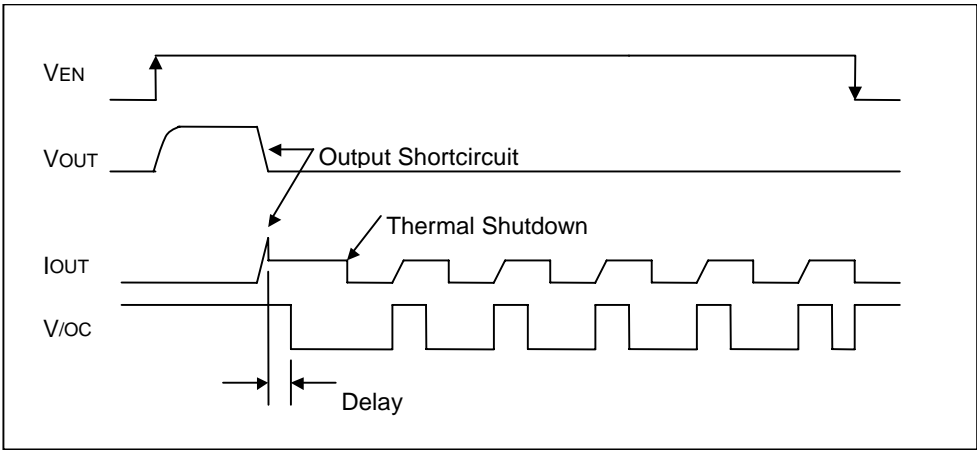 VEN
VOUT
Output Shortcircuit
Thermal Shutdown
IOUT
V/OC
Delay